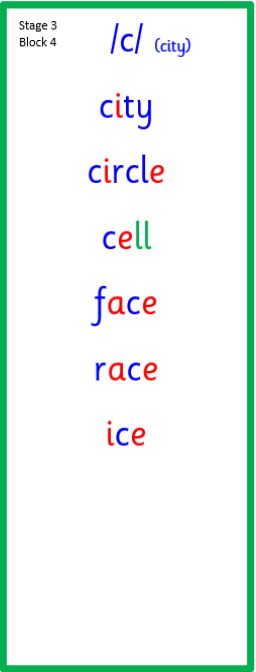 Stage 3
Block 4
/c/ (city)
city
circle
cell
face
race
ice